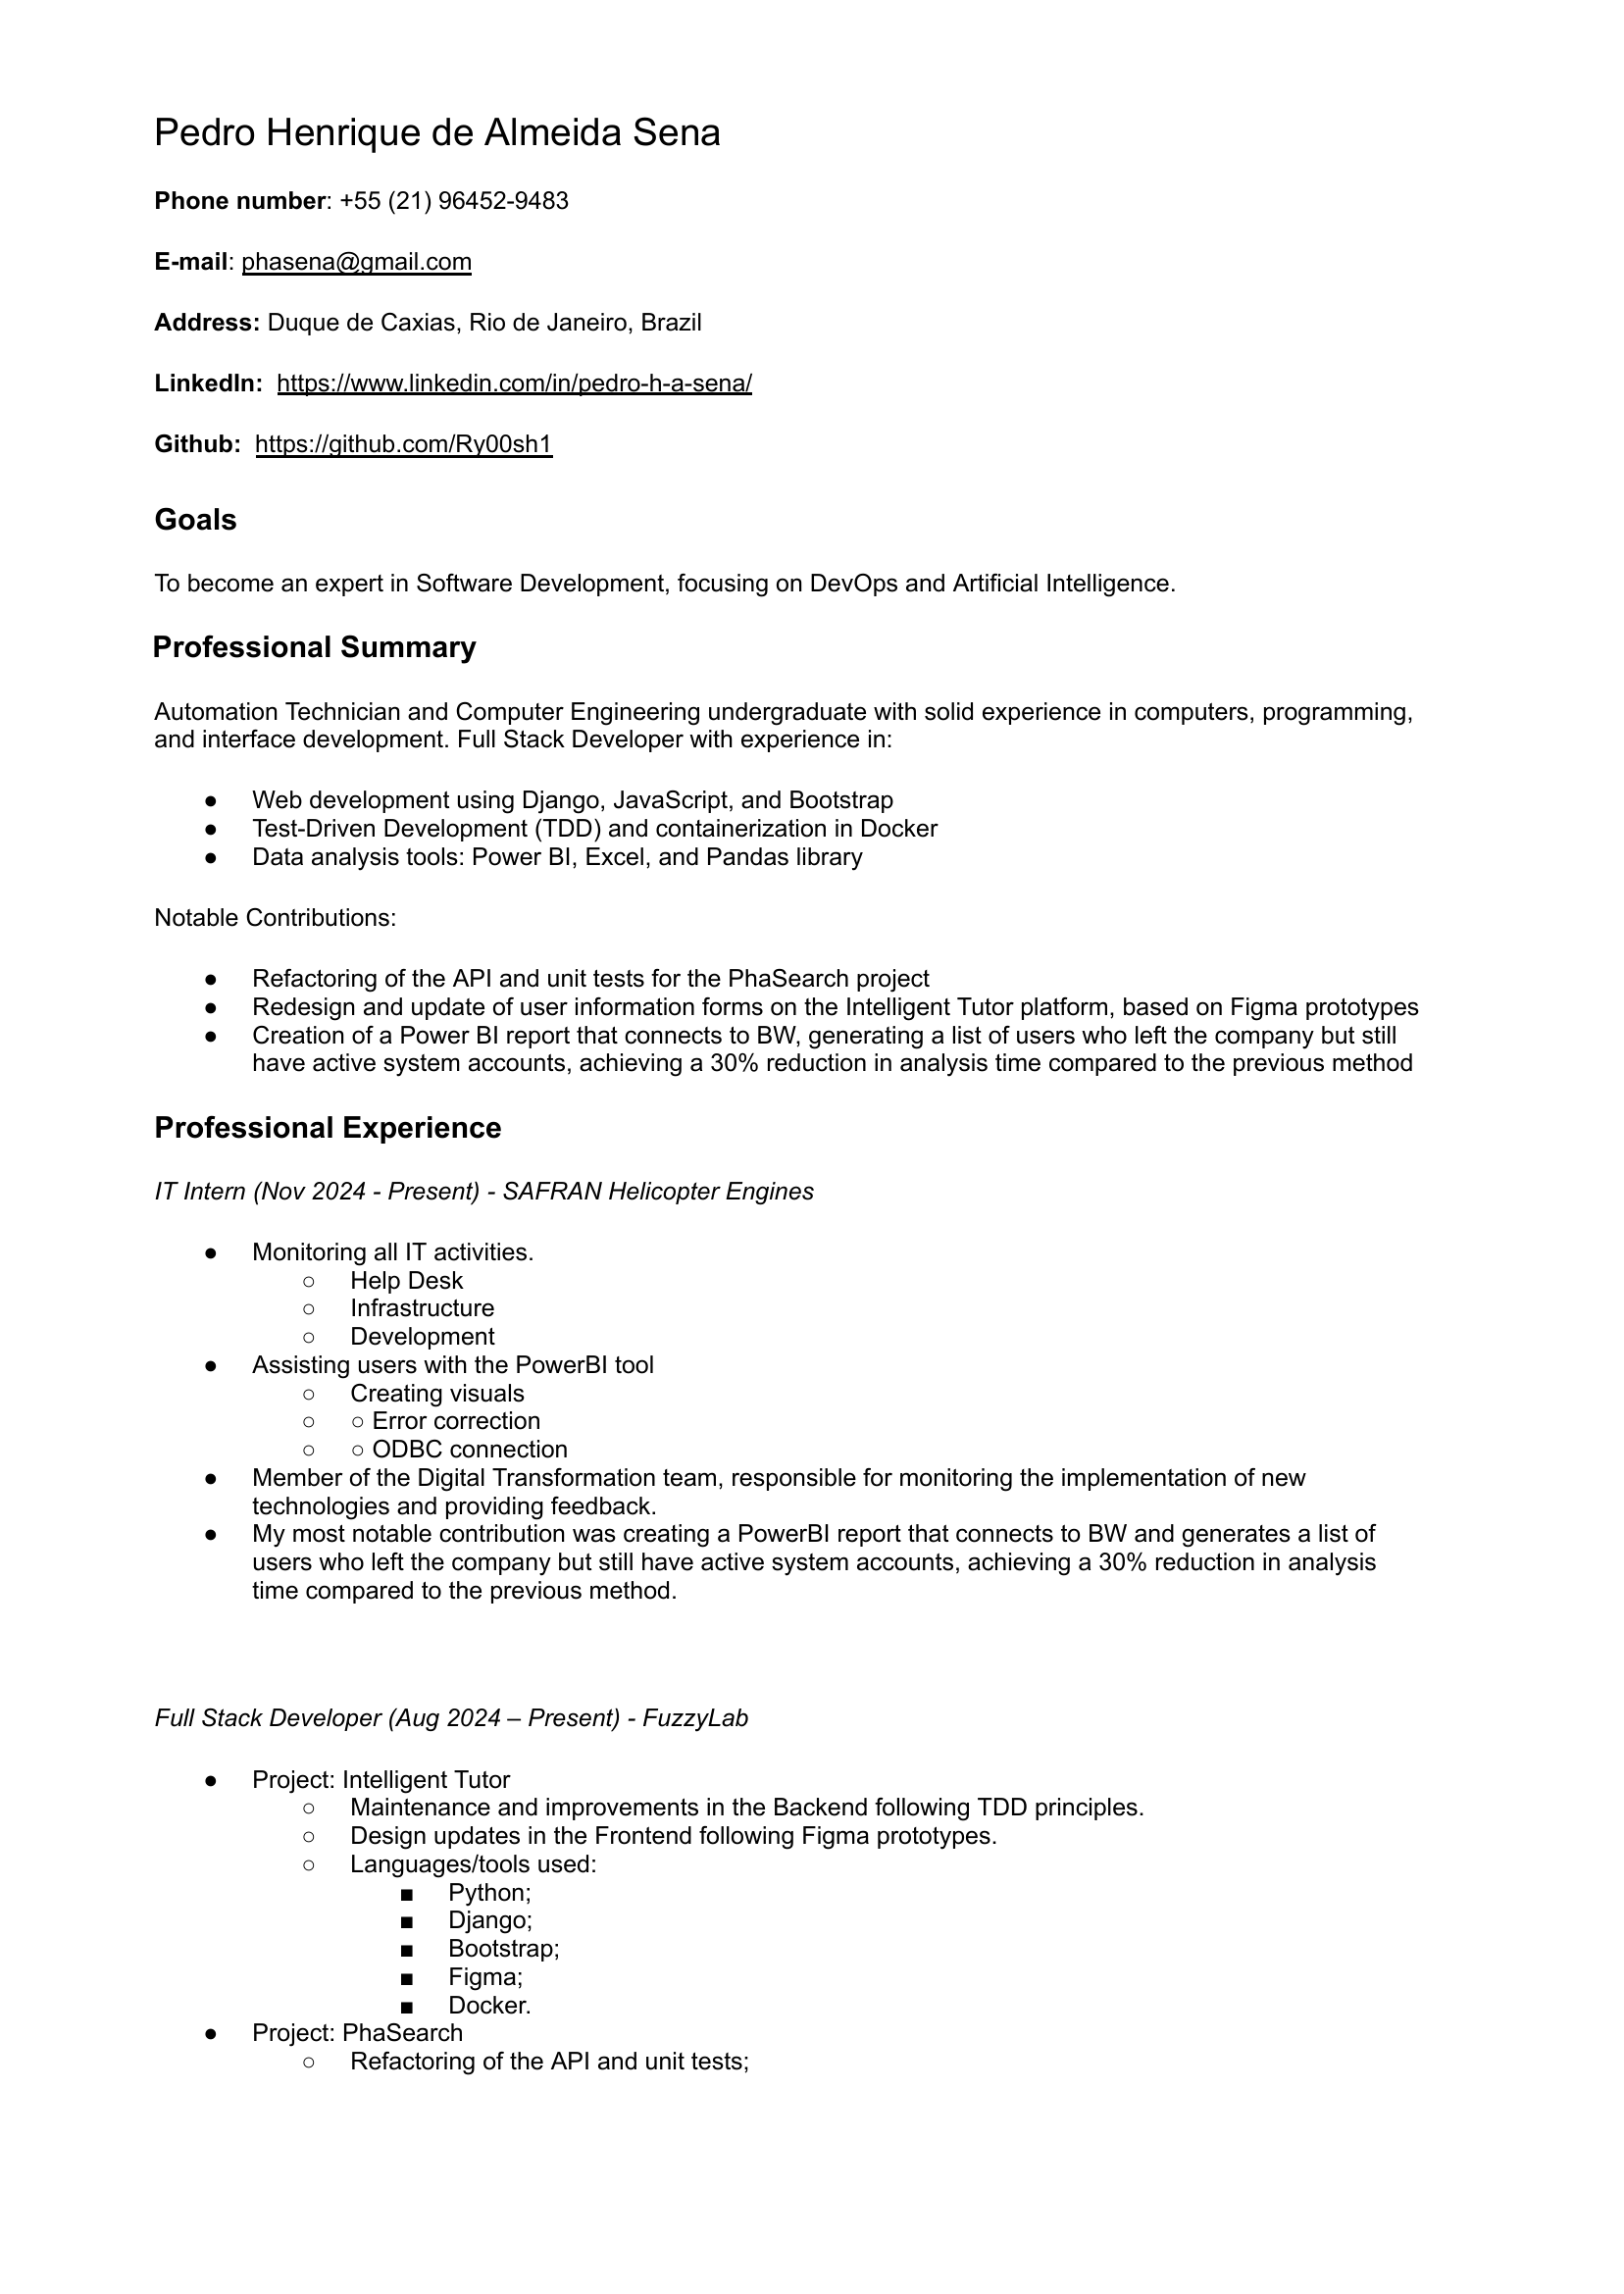 Pedro Henrique de Almeida Sena
Phone number: +55 (21) 96452-9483
E-mail: phasena@gmail.com
Address: Duque de Caxias, Rio de Janeiro, Brazil
LinkedIn: https://www.linkedin.com/in/pedro-h-a-sena/
Github: https://github.com/Ry00sh1
Goals
To become an expert in Software Development, focusing on DevOps and Artificial Intelligence.
Professional Summary
Automation Technician and Computer Engineering undergraduate with solid experience in computers, programming,
and interface development. Full Stack Developer with experience in:
● Web development using Django, JavaScript, and Bootstrap
● Test-Driven Development (TDD) and containerization in Docker
● Data analysis tools: Power BI, Excel, and Pandas library
Notable Contributions:
● Refactoring of the API and unit tests for the PhaSearch project
● Redesign and update of user information forms on the Intelligent Tutor platform, based on Figma prototypes
● Creation of a Power BI report that connects to BW, generating a list of users who left the company but still
have active system accounts, achieving a 30% reduction in analysis time compared to the previous method
Professional Experience
IT Intern (Nov 2024 - Present) - SAFRAN Helicopter Engines
● Monitoring all IT activities.
○ Help Desk
○ Infrastructure
○ Development
● Assisting users with the PowerBI tool
○ Creating visuals
○ ○ Error correction
○ ○ ODBC connection
● Member of the Digital Transformation team, responsible for monitoring the implementation of new
technologies and providing feedback.
● My most notable contribution was creating a PowerBI report that connects to BW and generates a list of
users who left the company but still have active system accounts, achieving a 30% reduction in analysis
time compared to the previous method.
Full Stack Developer (Aug 2024 – Present) - FuzzyLab
● Project: Intelligent Tutor
○ Maintenance and improvements in the Backend following TDD principles.
○ Design updates in the Frontend following Figma prototypes.
○ Languages/tools used:
■ Python;
■ Django;
■ Bootstrap;
■ Figma;
■ Docker.
● Project: PhaSearch
○ Refactoring of the API and unit tests;